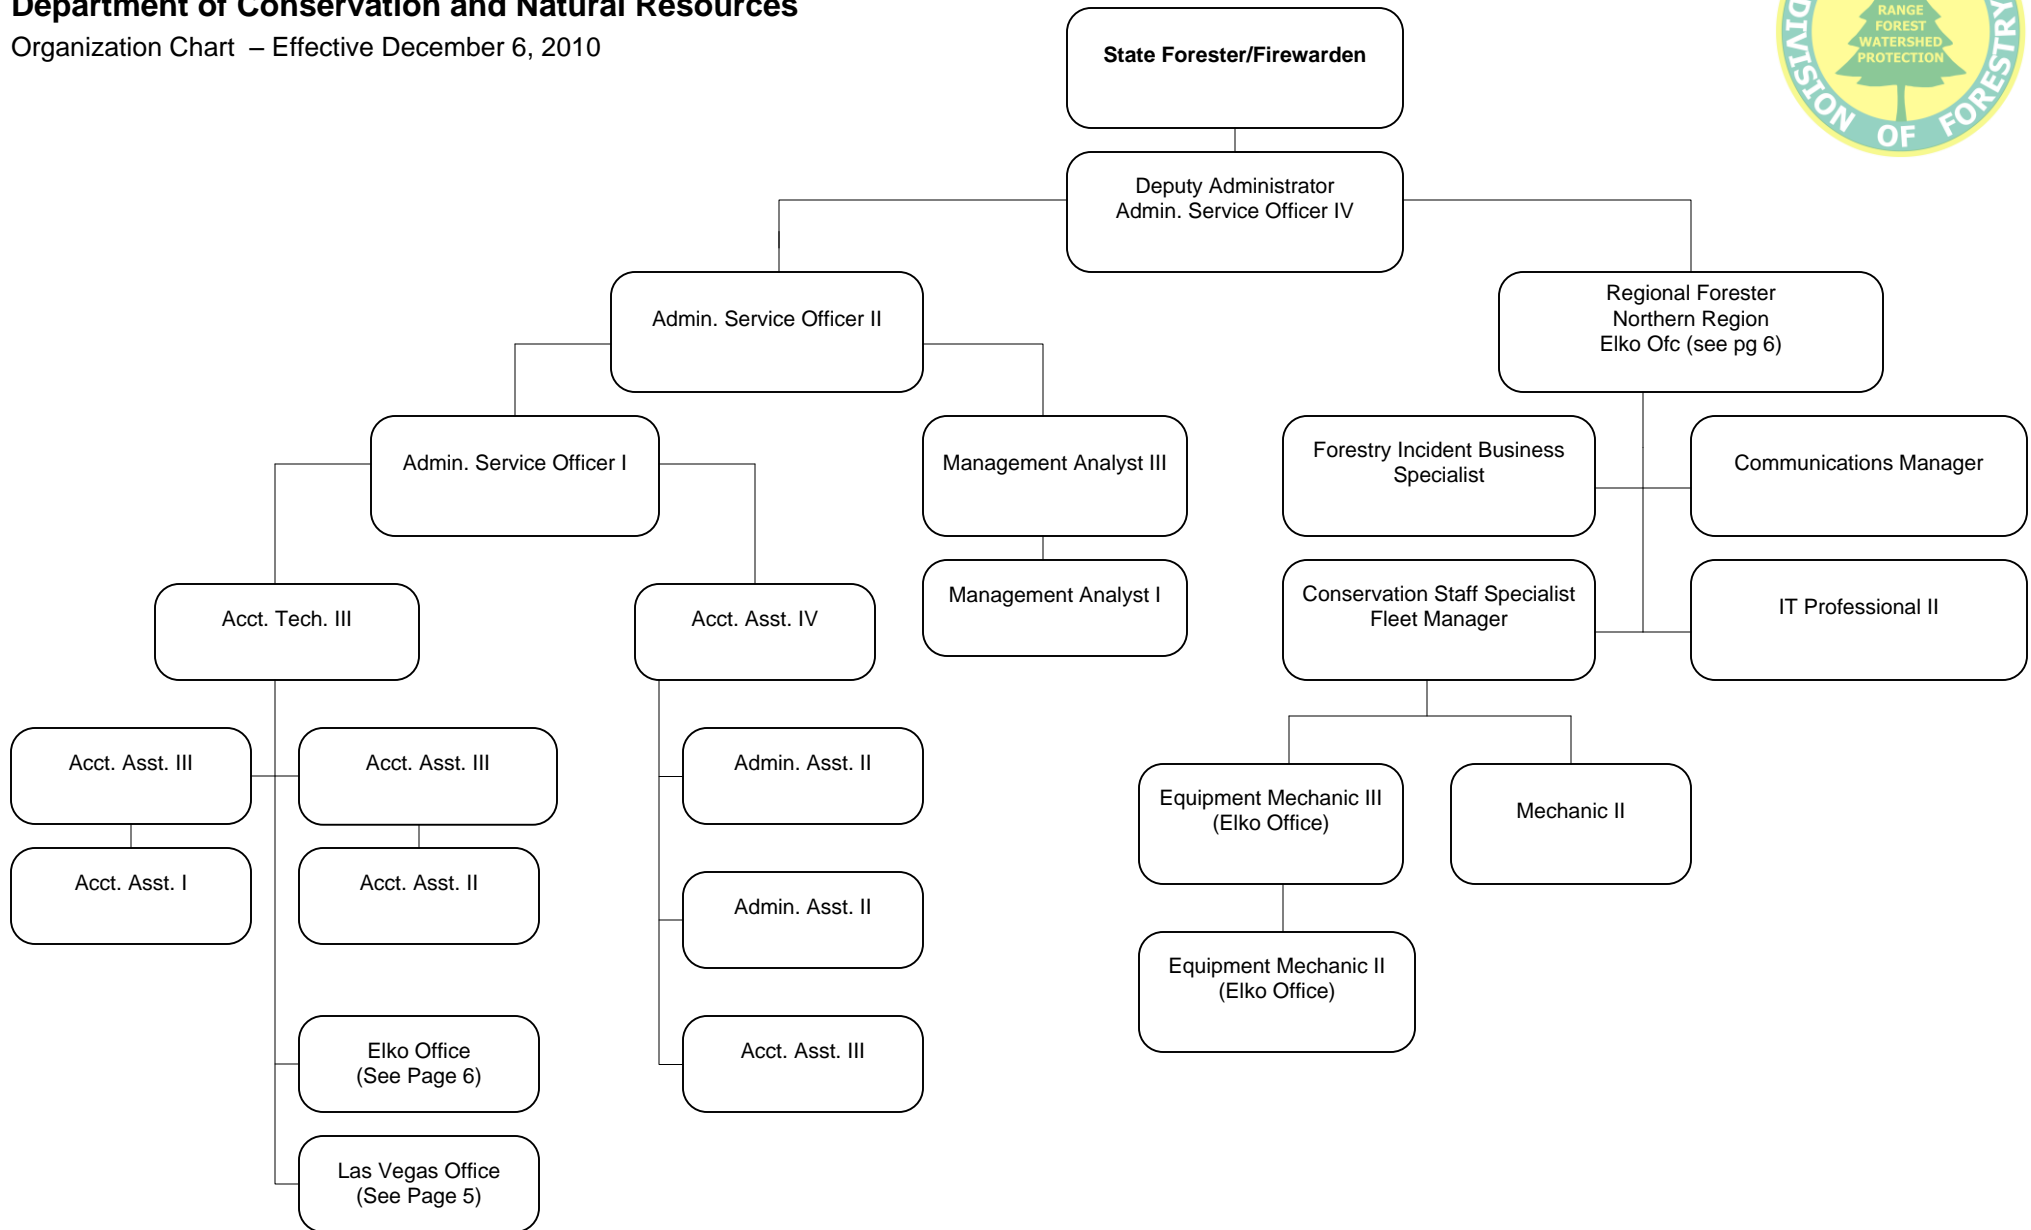 Department of Conservation and Natural Resources
Organization Chart – Effective December 6, 2010
RANGE
FOREST
WATERSHED
PROTECTION
DIVISION OF FORESTRY
State Forester/Firewarden
Deputy Administrator
Admin. Service Officer IV
Admin. Service Officer II
Regional Forester
Northern Region
Elko Ofc (see pg 6)
Admin. Service Officer I
Management Analyst III
Forestry Incident Business
Specialist
Communications Manager
Acct. Tech. III
Acct. Asst. IV
Management Analyst I
Conservation Staff Specialist
Fleet Manager
IT Professional II
Acct. Asst. III
Acct. Asst. III
Admin. Asst. II
Equipment Mechanic III
(Elko Office)
Mechanic II
Acct. Asst. I
Acct. Asst. II
Admin. Asst. II
Equipment Mechanic II
(Elko Office)
Elko Office
(See Page 6)
Acct. Asst. III
Las Vegas Office
(See Page 5)